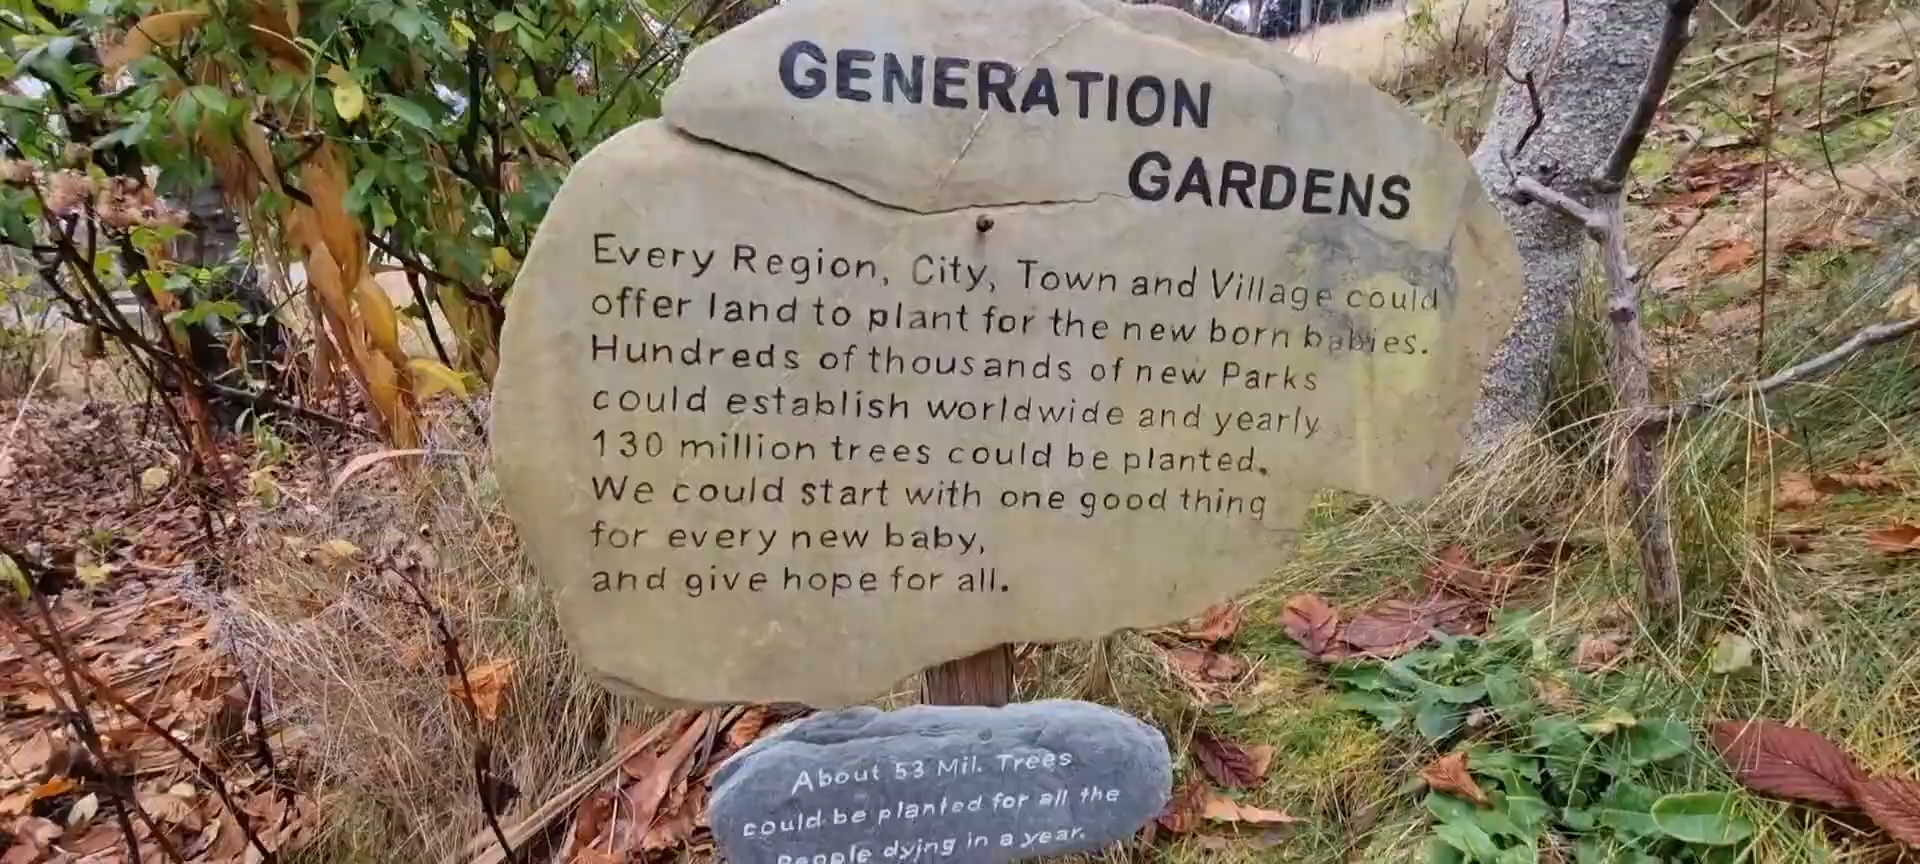 GENERATION
GARDENS
Every Region, City, Town and Village could
offer land to plant for the new born babies.
Hundreds of thousands of new Parks
could establish worldwide and yearly
130 million trees could be planted.
We could start with one good thing
for every new baby,
and give hope for all.
About 53 Mil. Trees
could be planted for all the
People dying in a year.